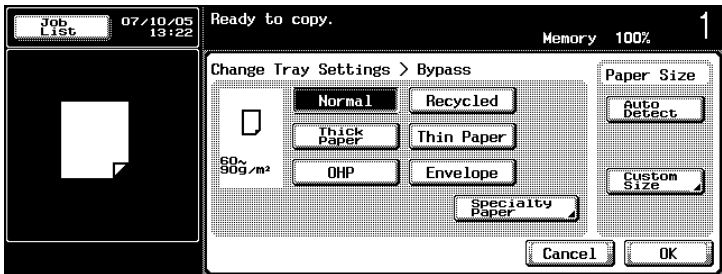 Job
List
07/10/05
13:22
Ready to copy.
Memory 100%
1
Change Tray Settings > Bypass
Paper Size
Normal
Recycled
Auto
Detect
Thick
Paper
Thin Paper
60~
90g/m²
OHP
Envelope
Custom
Size
Specialty
Paper
Cancel
OK